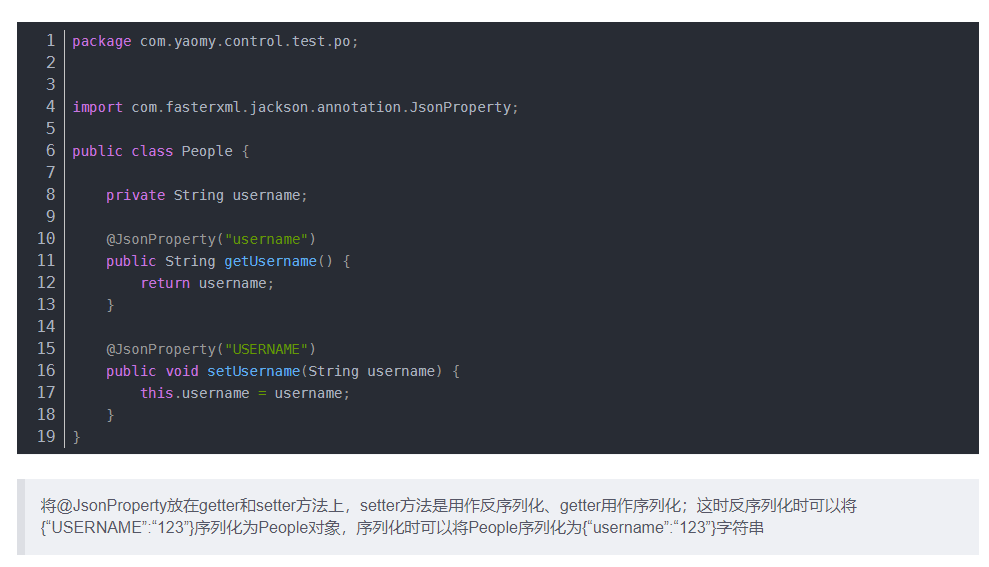 1 package com.yaomy.control.test.po;
2
3
4 import com.fasterxml.jackson.annotation.JsonProperty;
5
6 public class People {
7
8     private String username;
9
10     @JsonProperty("username")
11     public String getUsername() {
12         return username;
13     }
14
15     @JsonProperty("USERNAME")
16     public void setUsername(String username) {
17         this.username = username;
18     }
19 }
将@JsonProperty放在getter和setter方法上，setter方法是用作反序列化、getter用作序列化；这时反序列化时可以将
{“USERNAME”:“123”}序列化为People对象，序列化时可以将People序列化为{“username”:“123”}字符串